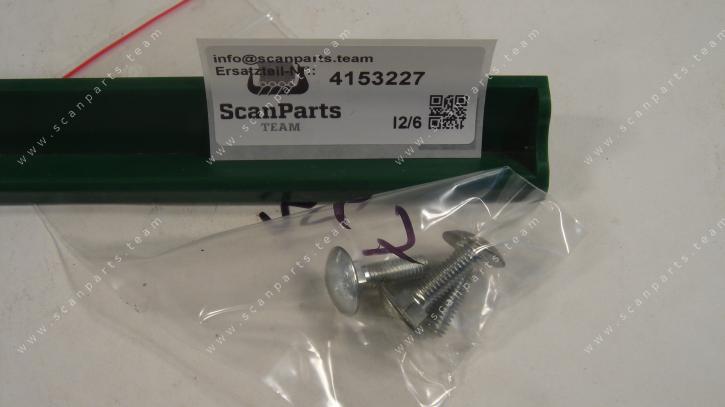 info@scanparts.team
Ersatzteil-Nr.: 4153227
ScanParts
TEAM
I2/6
www.scanparts.team